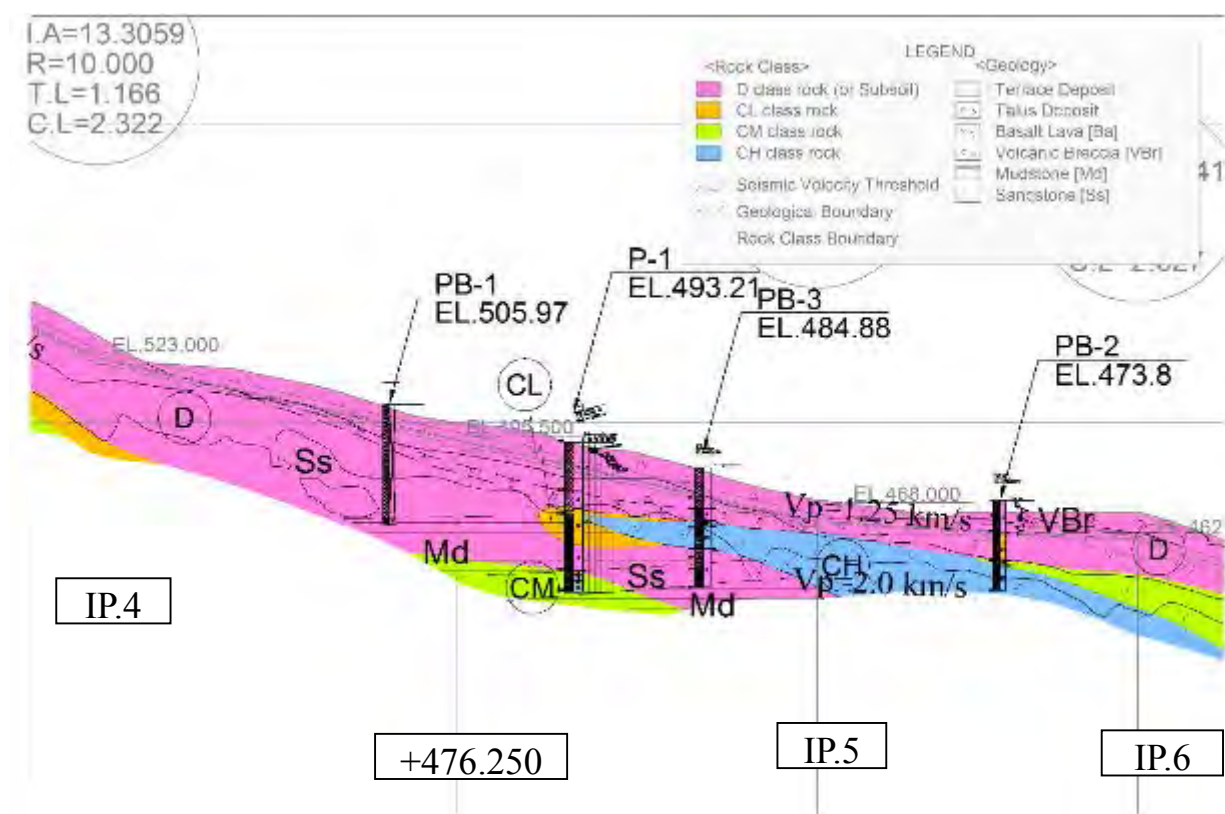 I.A=13.3059
R=10.000
T.L=1.166
C.L=2.322
LEGEND
<Rock Class>
<Geology>
D class rock (or Subsoil)
CL class rock
CM class rock
CH class rock
Seismic Velocity Threshold
Geological Boundary
Rock Class Boundary
Terrace Deposit
Talus Deposit
Basalt Lava [Ba]
Volcanic Breccia [VBr]
Mudstone [Md]
Sandstone [Ss]
41
P-1
EL.493.21
PB-1
EL.505.97
PB-3
EL.484.88
PB-2
EL.473.8
EL.523.000
CL
D
Ss
EL.468.000
Vp=1.25 km/s
VBr
462
D
Md
CH
CM
Ss
Vp=2.0 km/s
Md
IP.4
+476.250
IP.5
IP.6